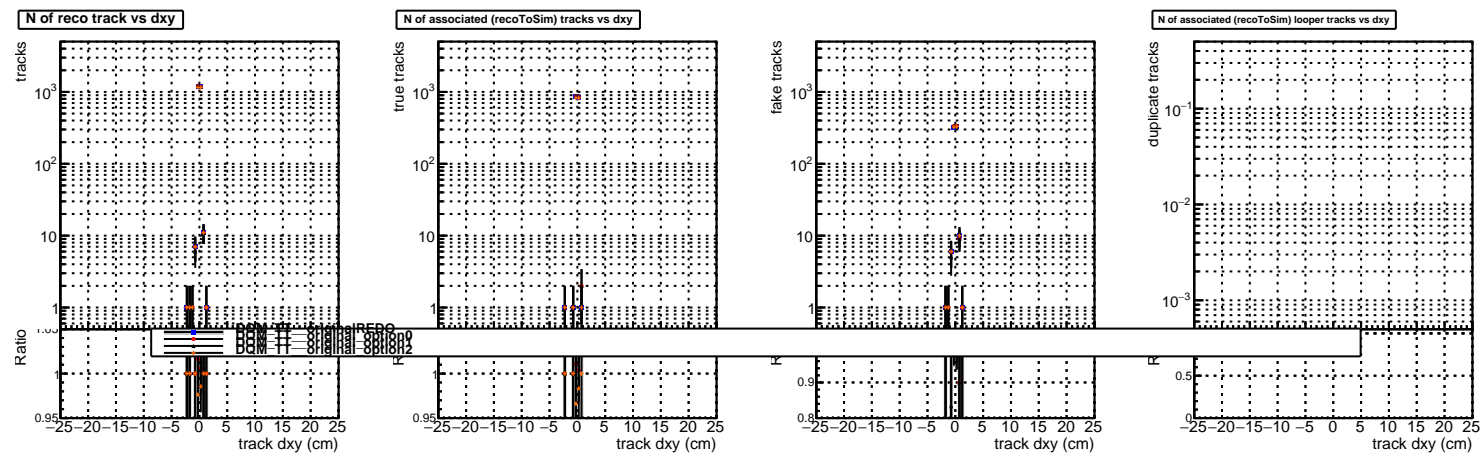 N of reco track vs dxy
tracks
10³
10²
10
1
Ratio
1.05
1
0.95
−25 −20 −15 −10 −5 0 5 10 15 20 25
track dxy (cm)
N of associated (recoToSim) tracks vs dxy
true tracks
10³
10²
10
1
1
0.95
−25 −20 −15 −10 −5 0 5 10 15 20 25
track dxy (cm)
fake tracks
10³
10²
10
1
0.9
0.8
−25 −20 −15 −10 −5 0 5 10 15 20 25
track dxy (cm)
N of associated (recoToSim) looper tracks vs dxy
duplicate tracks
10⁻¹
10⁻²
10⁻³
0.5
0
−25 −20 −15 −10 −5 0 5 10 15 20 25
track dxy (cm)
DQM_TT__originalREDO
DQM_TT__original_option0
DQM_TT__original_option1
DQM_TT__original_option2